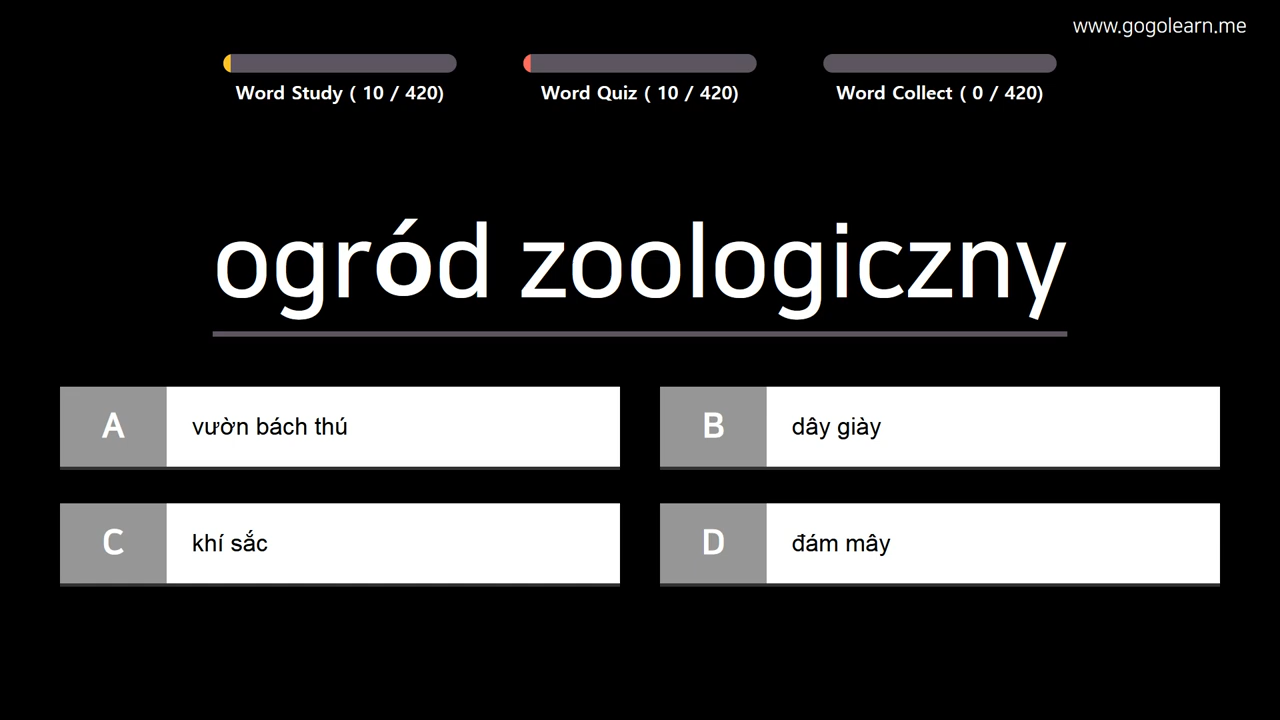 www.gogolearn.me
Word Study ( 10 / 420)
Word Quiz ( 10 / 420)
Word Collect ( 0 / 420)
ogród zoologiczny
A
vườn bách thú
B
dây giày
C
khí sắc
D
đám mây